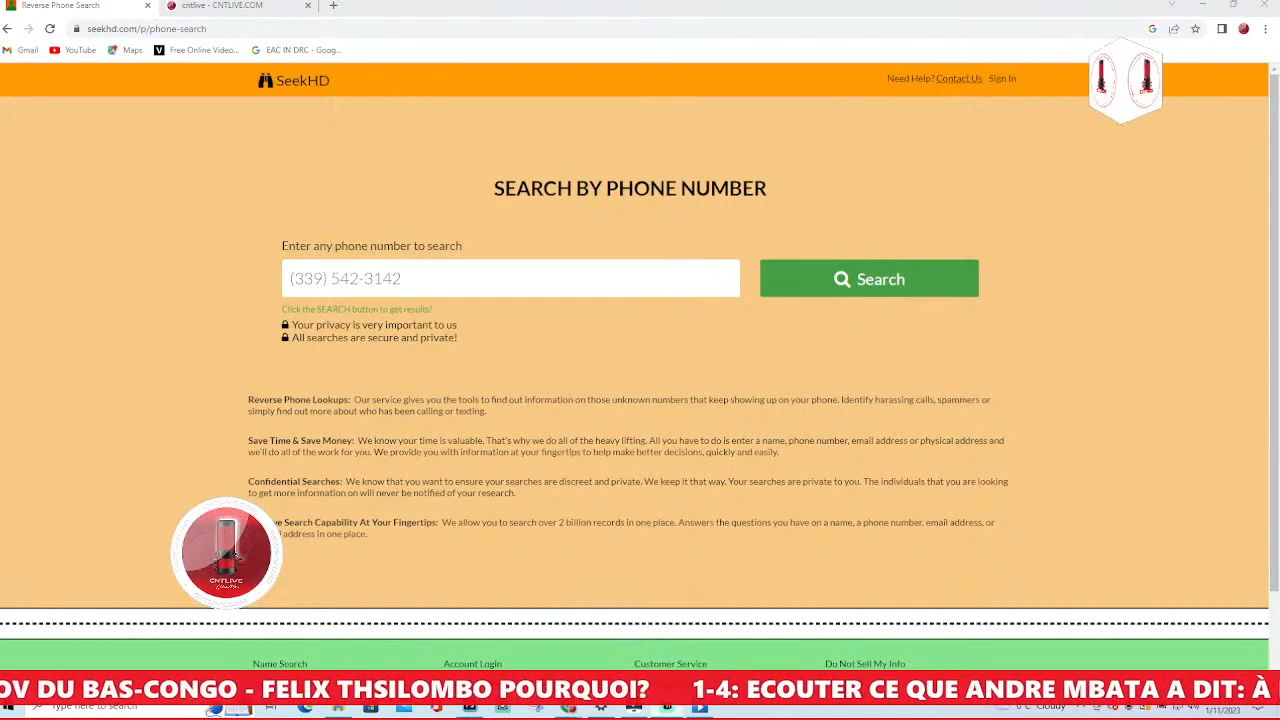 Reverse Phone Search
cntlive - CNTLIVE.COM
seekhd.com/p/phone-search
Gmail YouTube Maps Free Online Video... EAC IN DRC - Goog...
SeekHD
Need Help? Contact Us Sign In
SEARCH BY PHONE NUMBER
Enter any phone number to search
(339) 542-3142
Search
Click the SEARCH button to get results!
Your privacy is very important to us
All searches are secure and private!
Reverse Phone Lookups: Our service gives you the tools to find out information on those unknown numbers that keep showing up on your phone. Identify harassing calls, spammers or
simply find out more about who has been calling or texting.
Save Time & Save Money: We know your time is valuable. That's why we do all of the heavy lifting. All you have to do is enter a name, phone number, email address or physical address and
we'll do all of the work for you. We provide you with information at your fingertips to help make better decisions, quickly and easily.
Confidential Searches: We know that you want to ensure your searches are discreet and private. We keep it that way. Your searches are private to you. The individuals that you are looking
to get more information on will never be notified of your research.
ve Search Capability At Your Fingertips: We allow you to search over 2 billion records in one place. Answers the questions you have on a name, a phone number, email address, or
address in one place.
CNTLIVE
Name Search Account Login Customer Service Do Not Sell My Info
OV DU BAS-CONGO - FELIX THSILOMBO POURQUOI? 1-4: ECOUTER CE QUE ANDRE MBATA A DIT: À
Type here to search
1/11/2023